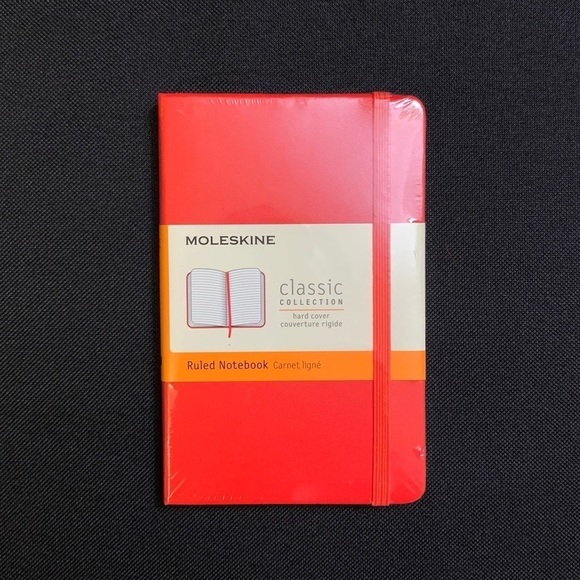 MOLESKINE
classic
COLLECTION
hard cover
couverture rigide
Ruled Notebook Carnet ligné